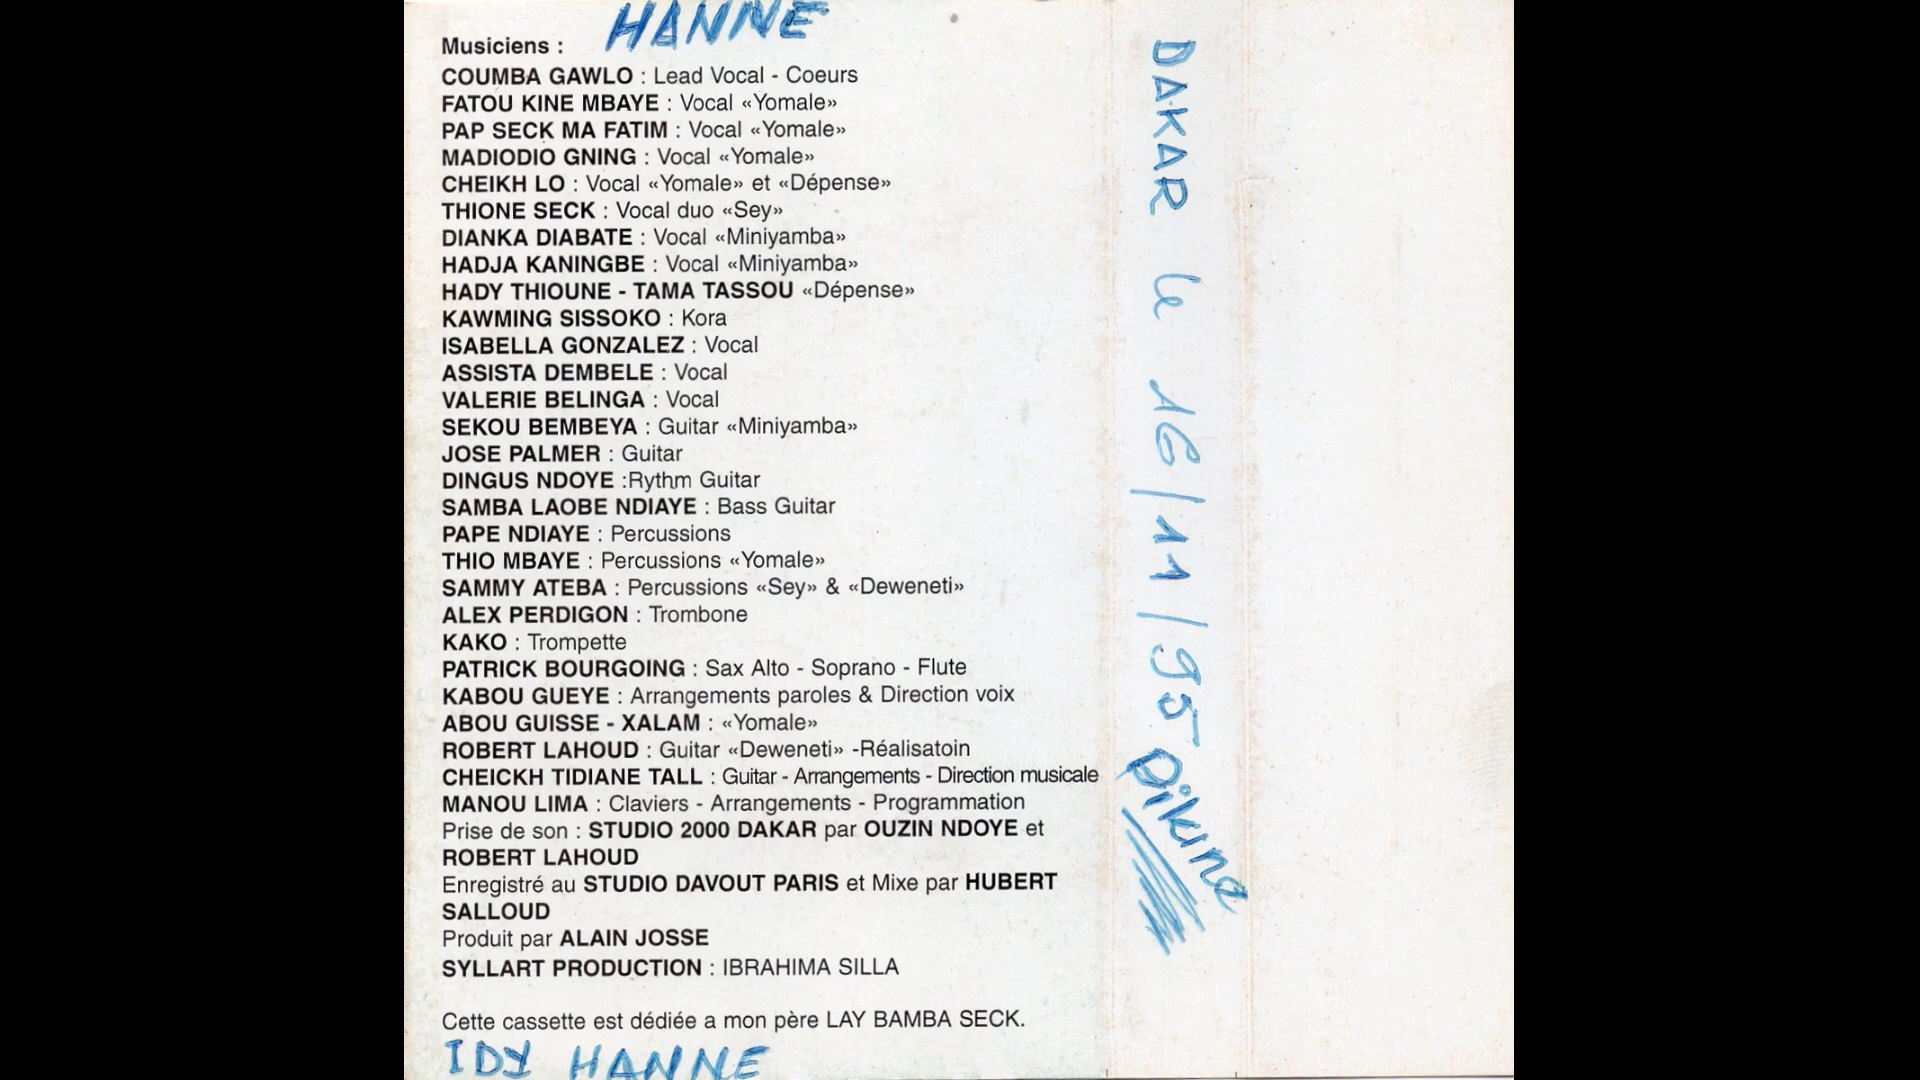 HANNE
Musiciens :
COUMBA GAWLO : Lead Vocal - Coeurs
FATOU KINE MBAYE : Vocal «Yomale»
PAP SECK MA FATIM : Vocal «Yomale»
MADIODIO GNING : Vocal «Yomale»
CHEIKH LO : Vocal «Yomale» et «Dépense»
THIONE SECK : Vocal duo «Sey»
DIANKA DIABATE : Vocal «Miniyamba»
HADJA KANINGBE : Vocal «Miniyamba»
HADY THIOUNE - TAMA TASSOU «Dépense»
KAWMING SISSOKO : Kora
ISABELLA GONZALEZ : Vocal
ASSISTA DEMBELE : Vocal
VALERIE BELINGA : Vocal
SEKOU BEMBEYA : Guitar «Miniyamba»
JOSE PALMER : Guitar
DINGUS NDOYE :Rythm Guitar
SAMBA LAOBE NDIAYE : Bass Guitar
PAPE NDIAYE : Percussions
THIO MBAYE : Percussions «Yomale»
SAMMY ATEBA : Percussions «Sey» & «Deweneti»
ALEX PERDIGON : Trombone
KAKO : Trompette
PATRICK BOURGOING : Sax Alto - Soprano - Flute
KABOU GUEYE : Arrangements paroles & Direction voix
ABOU GUISSE - XALAM : «Yomale»
ROBERT LAHOUD : Guitar «Deweneti» -Réalisatoin
CHEICKH TIDIANE TALL : Guitar - Arrangements - Direction musicale
MANOU LIMA : Claviers - Arrangements - Programmation
Prise de son : STUDIO 2000 DAKAR par OUZIN NDOYE et
ROBERT LAHOUD
Enregistré au STUDIO DAVOUT PARIS et Mixe par HUBERT
SALLOUD
Produit par ALAIN JOSSE
SYLLART PRODUCTION : IBRAHIMA SILLA
Cette cassette est dédiée a mon père LAY BAMBA SECK.
IDY HANNE
DAKAR le 16/11/95
Pikine